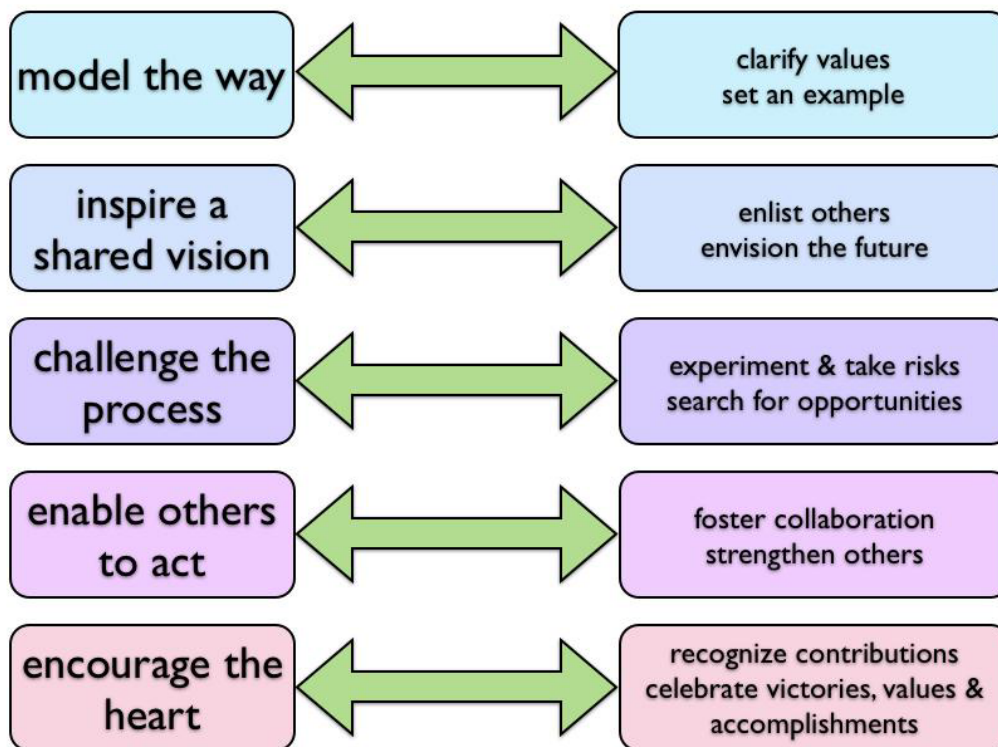 model the way
clarify values
set an example
inspire a
shared vision
enlist others
envision the future
challenge the
process
experiment & take risks
search for opportunities
enable others
to act
foster collaboration
strengthen others
encourage the
heart
recognize contributions
celebrate victories, values &
accomplishments